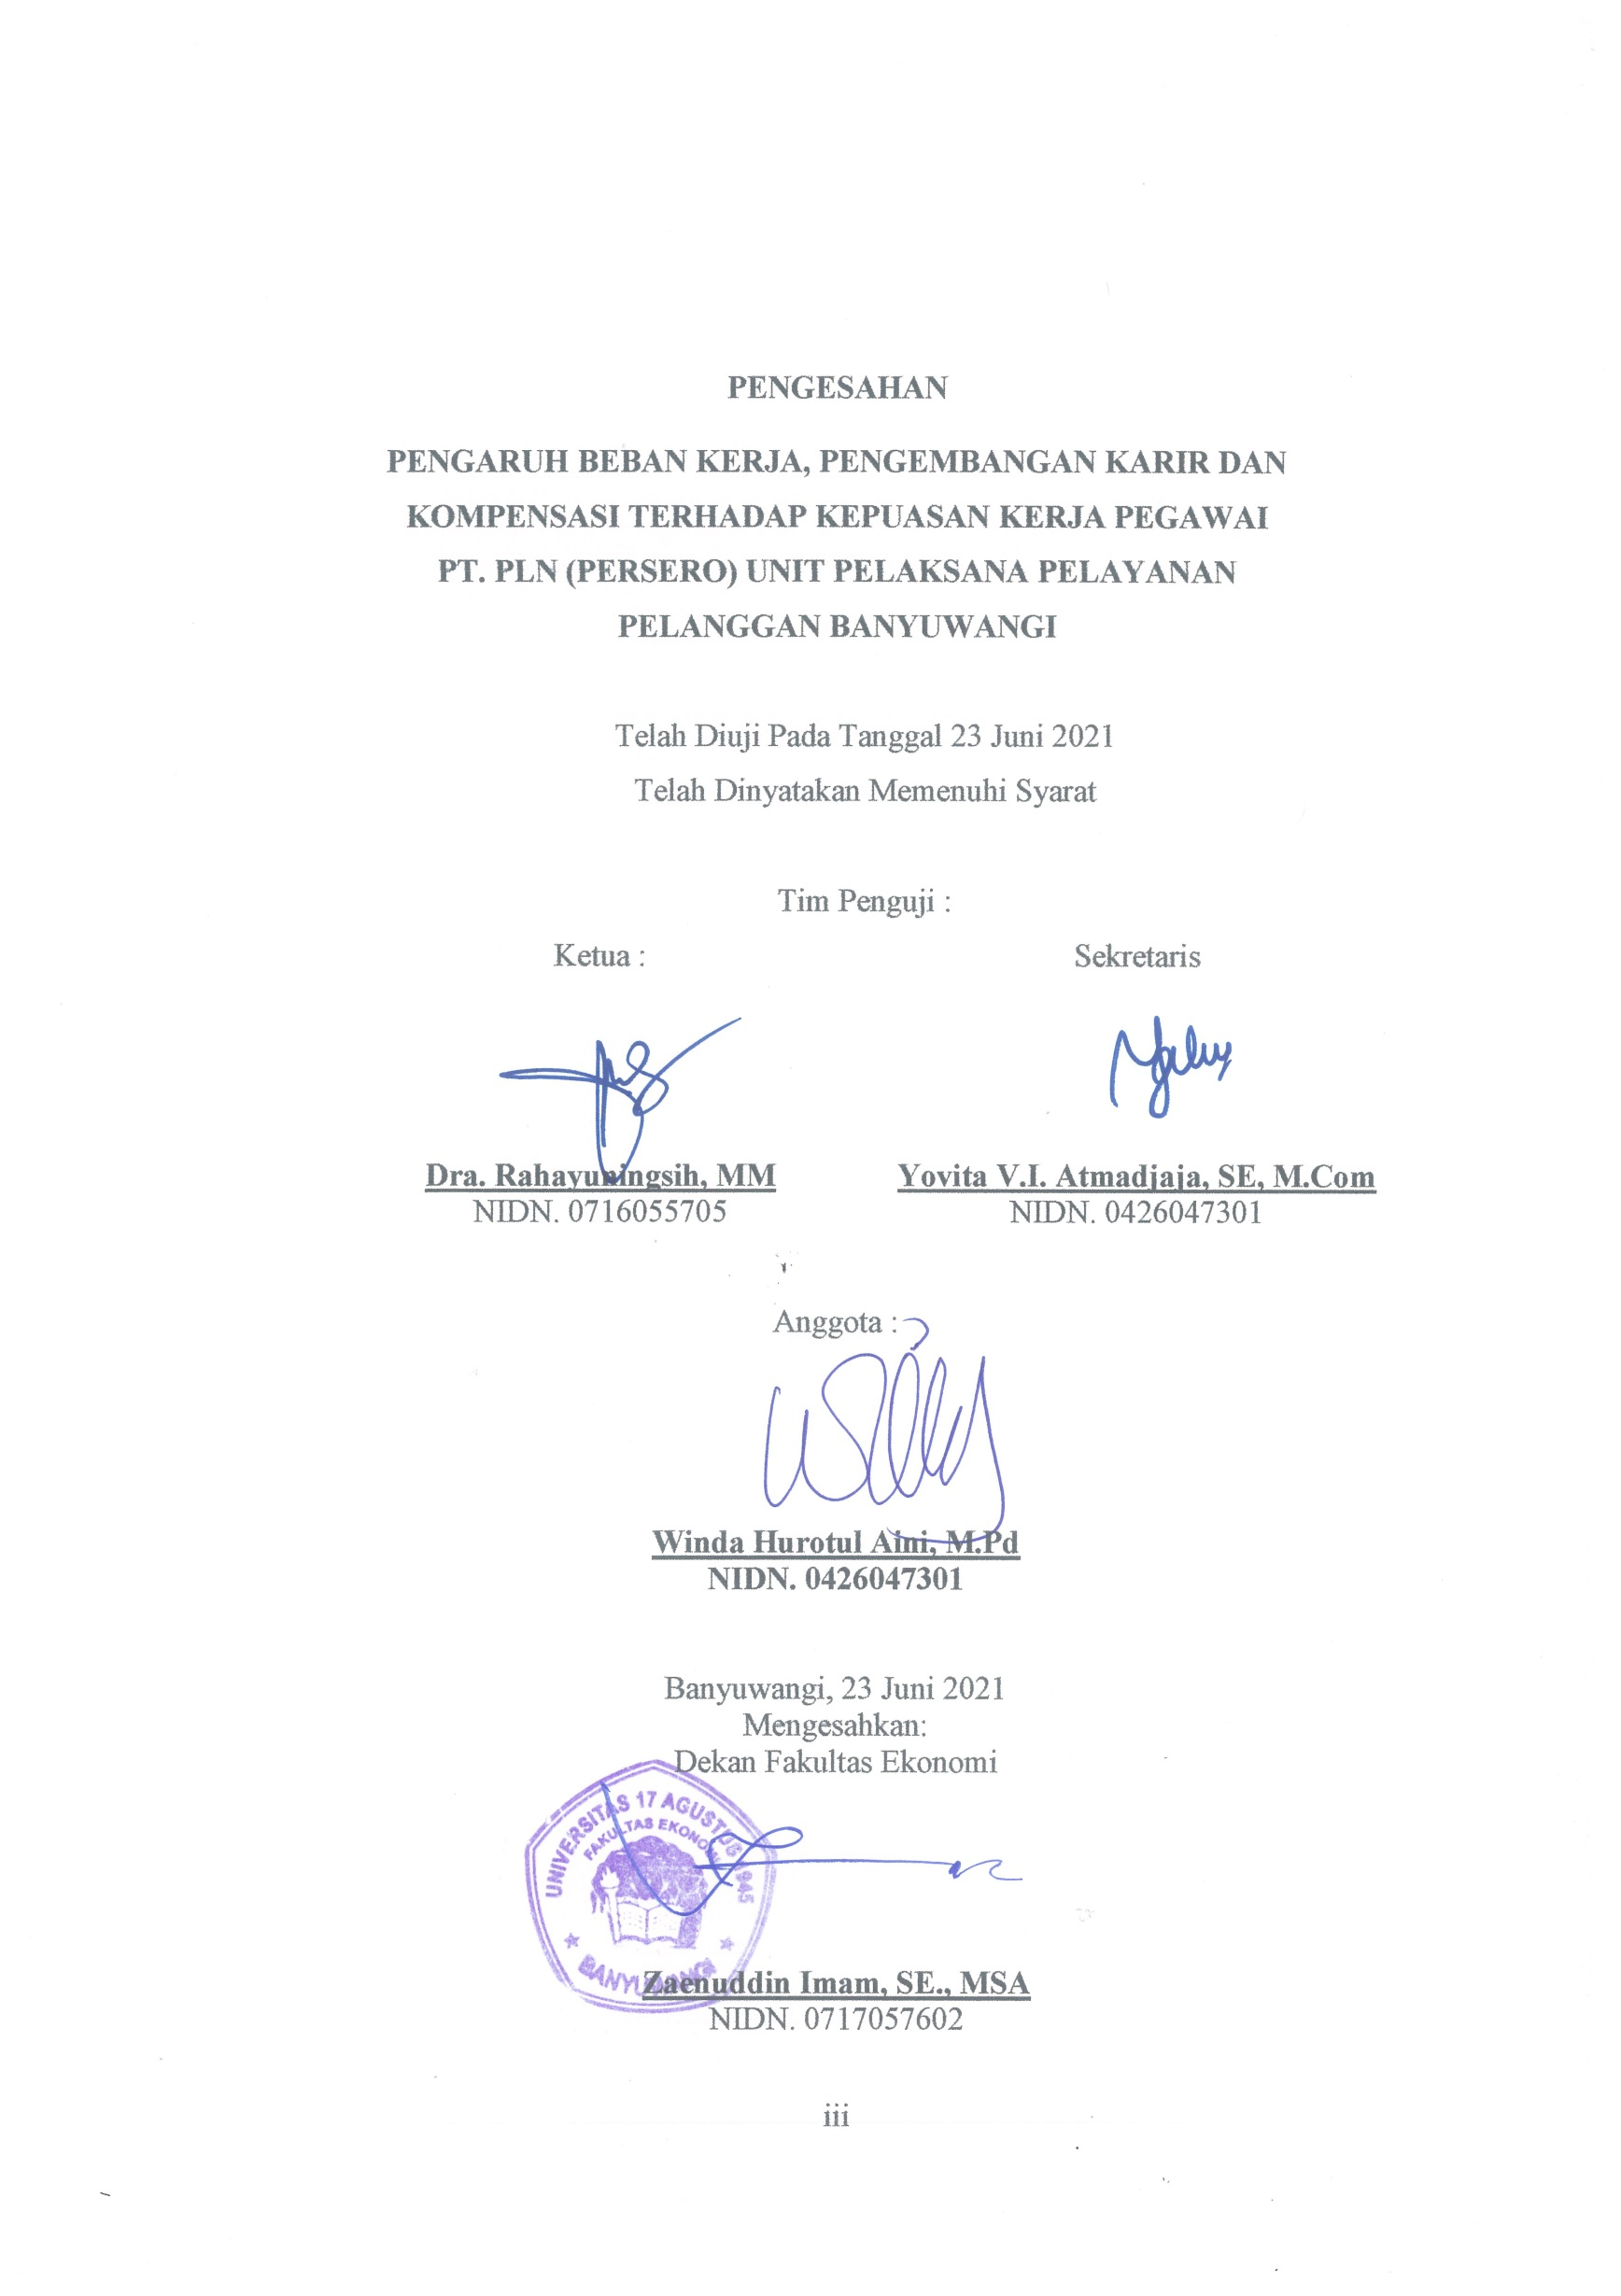 PENGESAHAN
PENGARUH BEBAN KERJA, PENGEMBANGAN KARIR DAN
KOMPENSASI TERHADAP KEPUASAN KERJA PEGAWAI
PT. PLN (PERSERO) UNIT PELAKSANA PELAYANAN
PELANGGAN BANYUWANGI
Telah Diuji Pada Tanggal 23 Juni 2021
Telah Dinyatakan Memenuhi Syarat
Tim Penguji :
Ketua :
Sekretaris
Dra. Rahayuningsih, MM
Yovita V.I. Atmadjaja, SE, M.Com
NIDN. 0716055705
NIDN. 0426047301
Anggota :
Winda Hurotul Aini, M.Pd
NIDN. 0426047301
Banyuwangi, 23 Juni 2021
Mengesahkan:
Dekan Fakultas Ekonomi
UNIVERSITAS 17 AGUSTUS 1945
FAKULTAS EKONOMI
BANYUWANGI
Zaenuddin Imam, SE., MSA
NIDN. 0717057602
iii